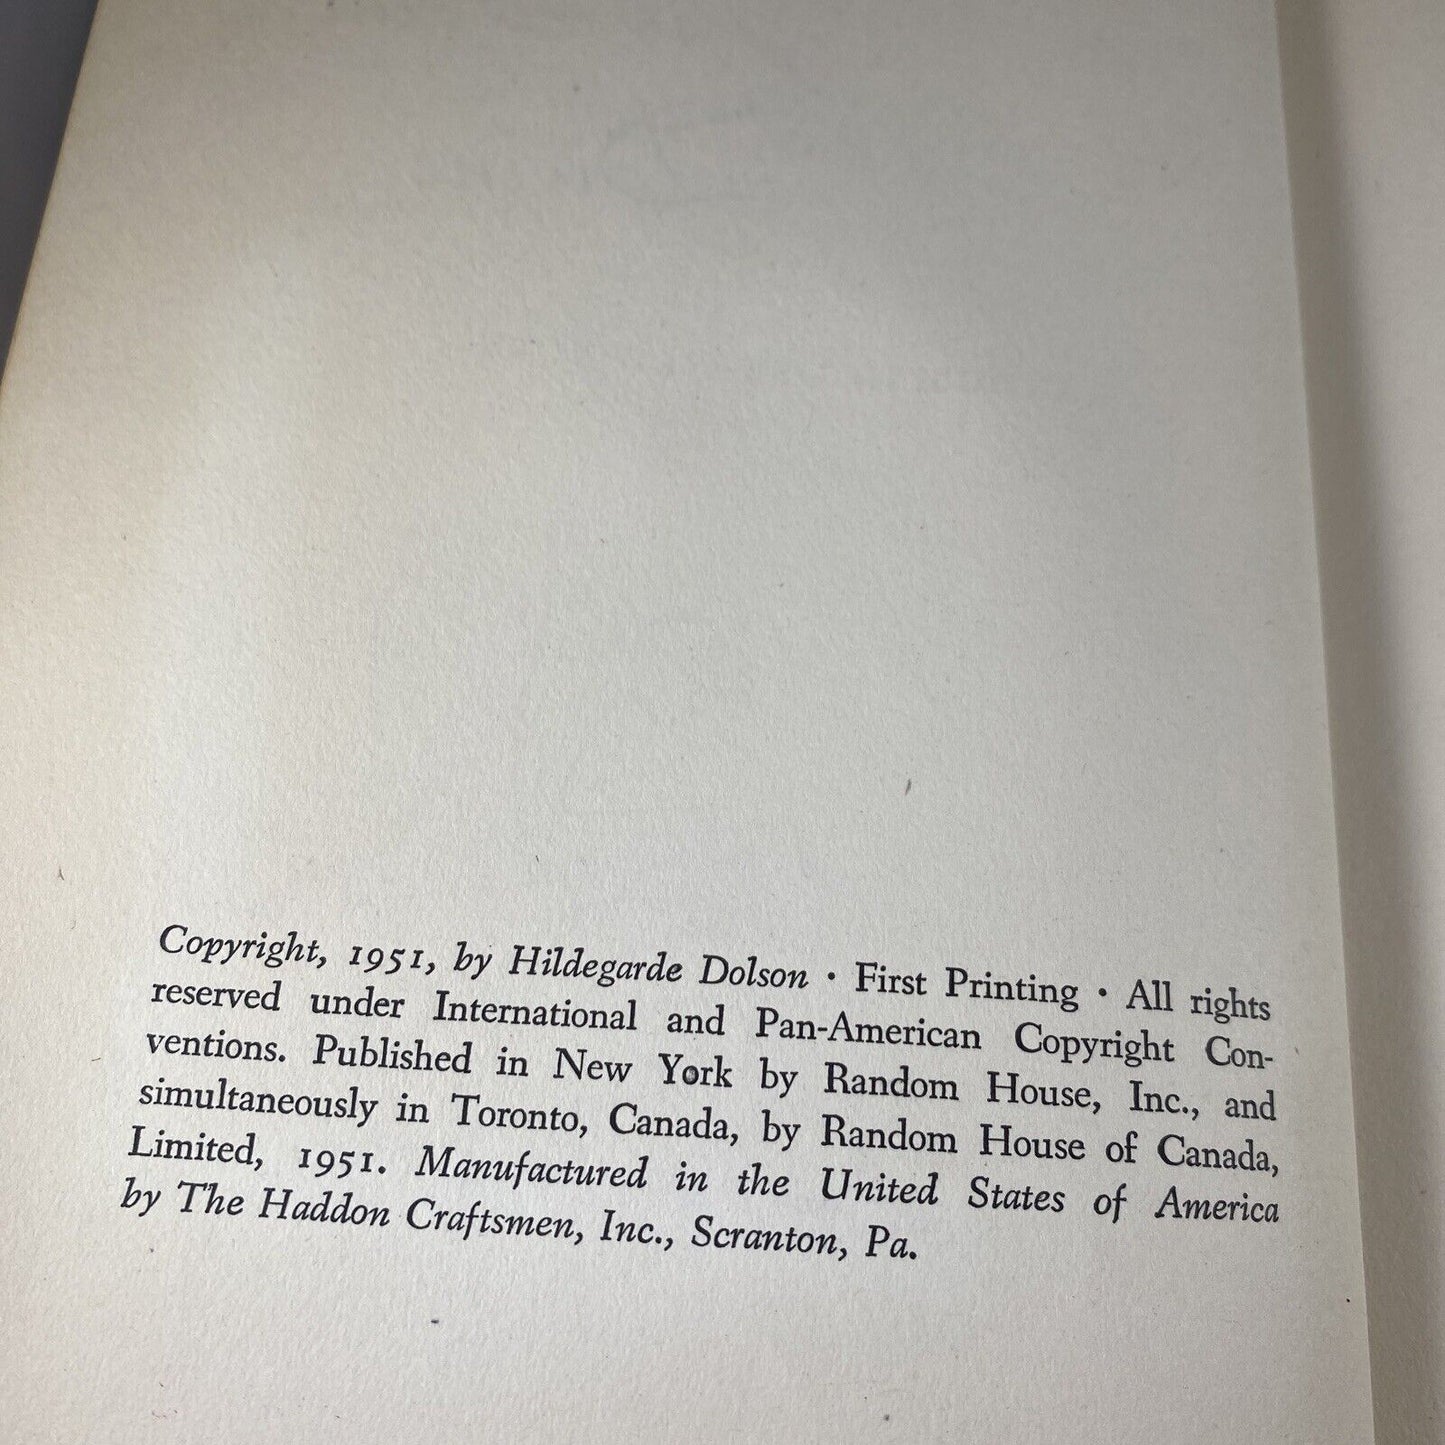 Copyright, 1951, by Hildegarde Dolson · First Printing · All rights
reserved under International and Pan-American Copyright Con-
ventions. Published in New York by Random House, Inc., and
simultaneously in Toronto, Canada, by Random House of Canada,
Limited, 1951. Manufactured in the United States of America
by The Haddon Craftsmen, Inc., Scranton, Pa.